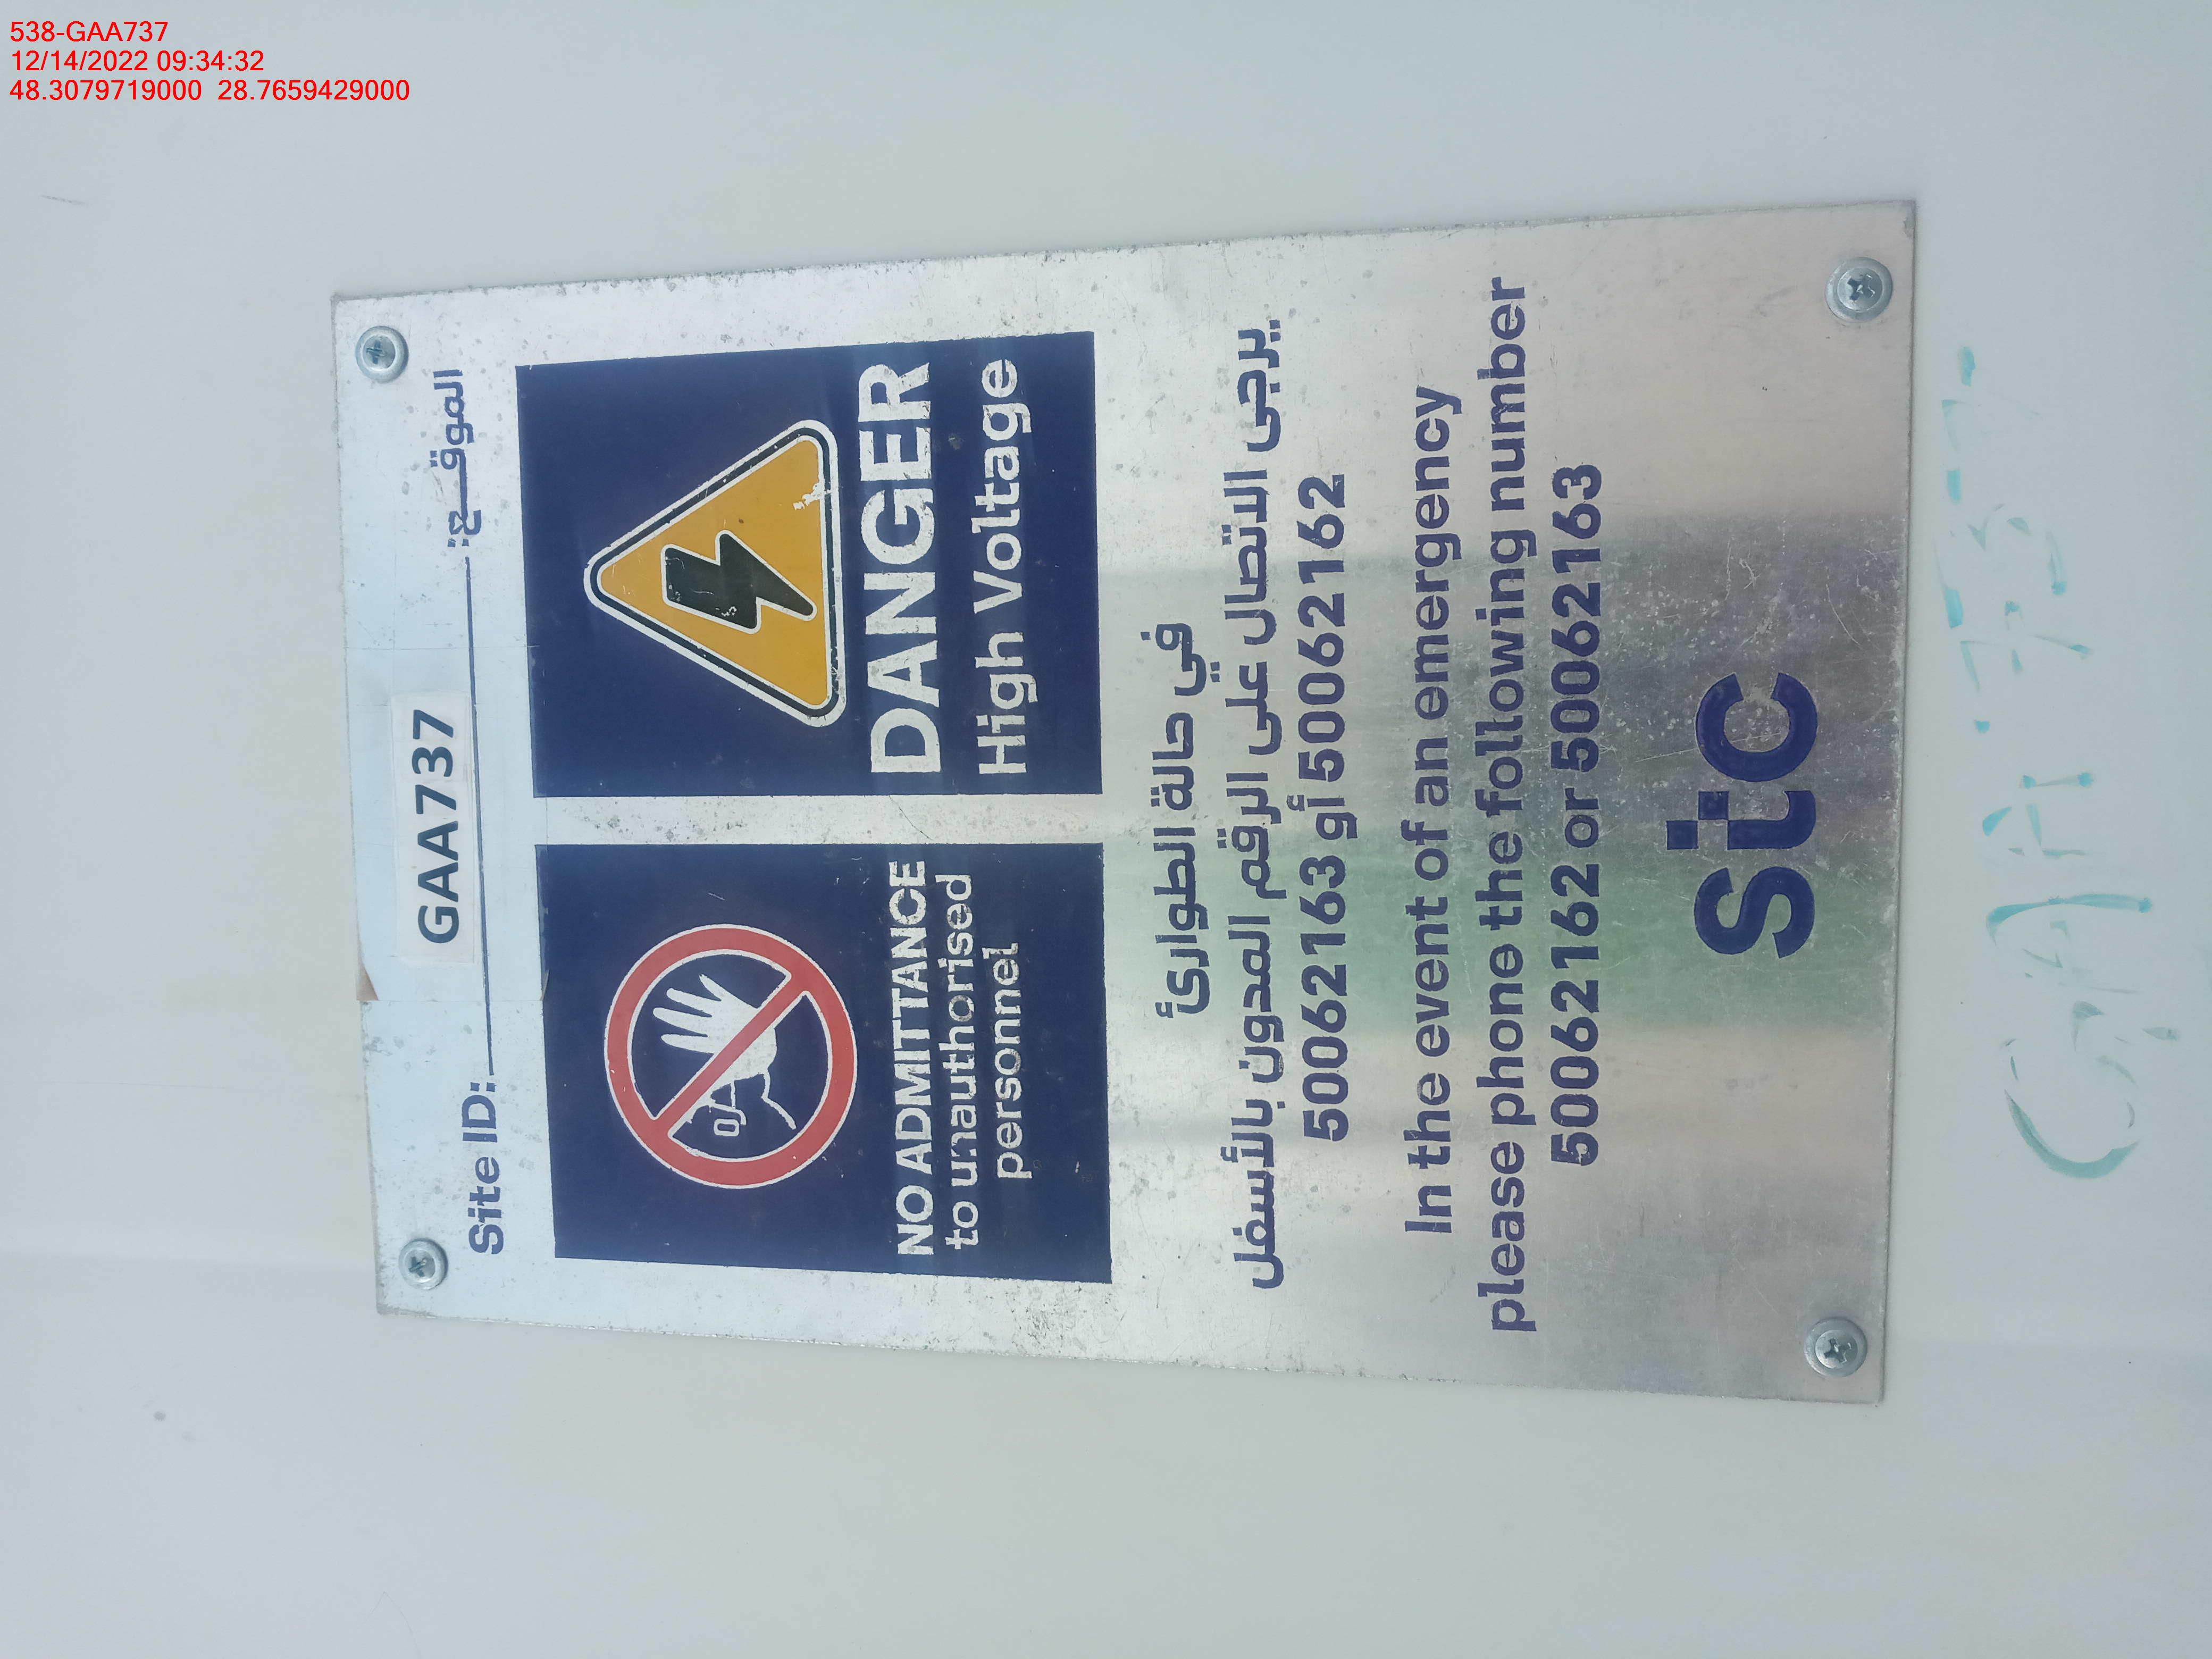 538-GAA737
12/14/2022 09:34:32
48.3079719000 28.7659429000
GAA737
Site ID: الموقـــع:
NO ADMITTANCE
to unauthorised
personnel
DANGER
High Voltage
في حالة الطوارئ
يرجى الاتصال على الرقم المدون بالأسفل
50062163 أو 50062162
In the event of an emergency
please phone the following number
50062162 or 50062163
stc